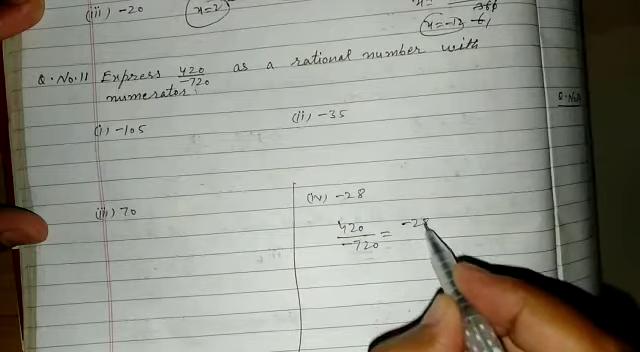 (iii) -20
x=2
x=-12
Q.No.11 Express 420/-720 as a rational number with
numerator:
(i) -105
(ii) -35
(iii) 70
(iv) -28
420/-720 = -28